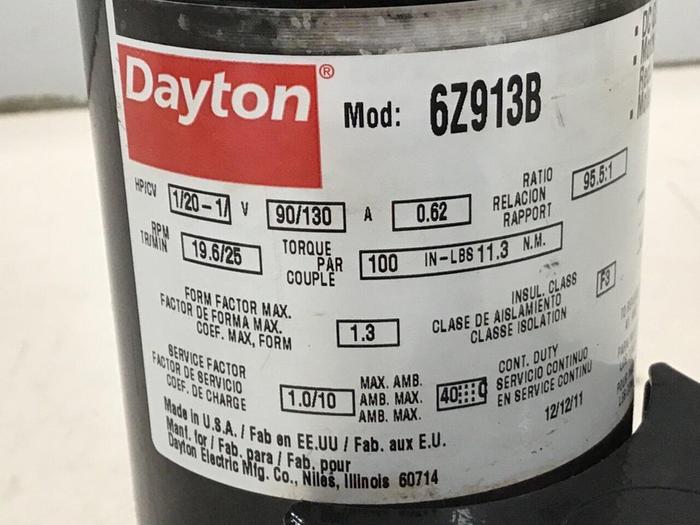 Dayton®
Mod: 6Z913B
HP/CV 1/20-1/ V 90/130 A 0.62 RATIO RELACION RAPPORT 95.5:1
RPM TR/MIN 19.6/25 TORQUE PAR COUPLE 100 IN-LBS 11.3 N.M.
FORM FACTOR MAX.
FACTOR DE FORMA MAX.
COEF. MAX, FORM
1.3
INSUL. CLASS
CLASE DE AISLAMIENTO
CLASSE ISOLATION
F3
SERVICE FACTOR
FACTOR DE SERVICIO
COEF. DE CHARGE
1.0/10
MAX. AMB.
AMB. MAX.
AMB. MAX.
40 C
CONT. DUTY
SERVICIO CONTINUO
EN SERVICE CONTINU
12/12/11
Made in U.S.A. / Fab en EE.UU / Fab. aux E.U.
Manf. for / Fab. para / Fab. pour
Dayton Electric Mfg. Co., Niles, Illinois 60714